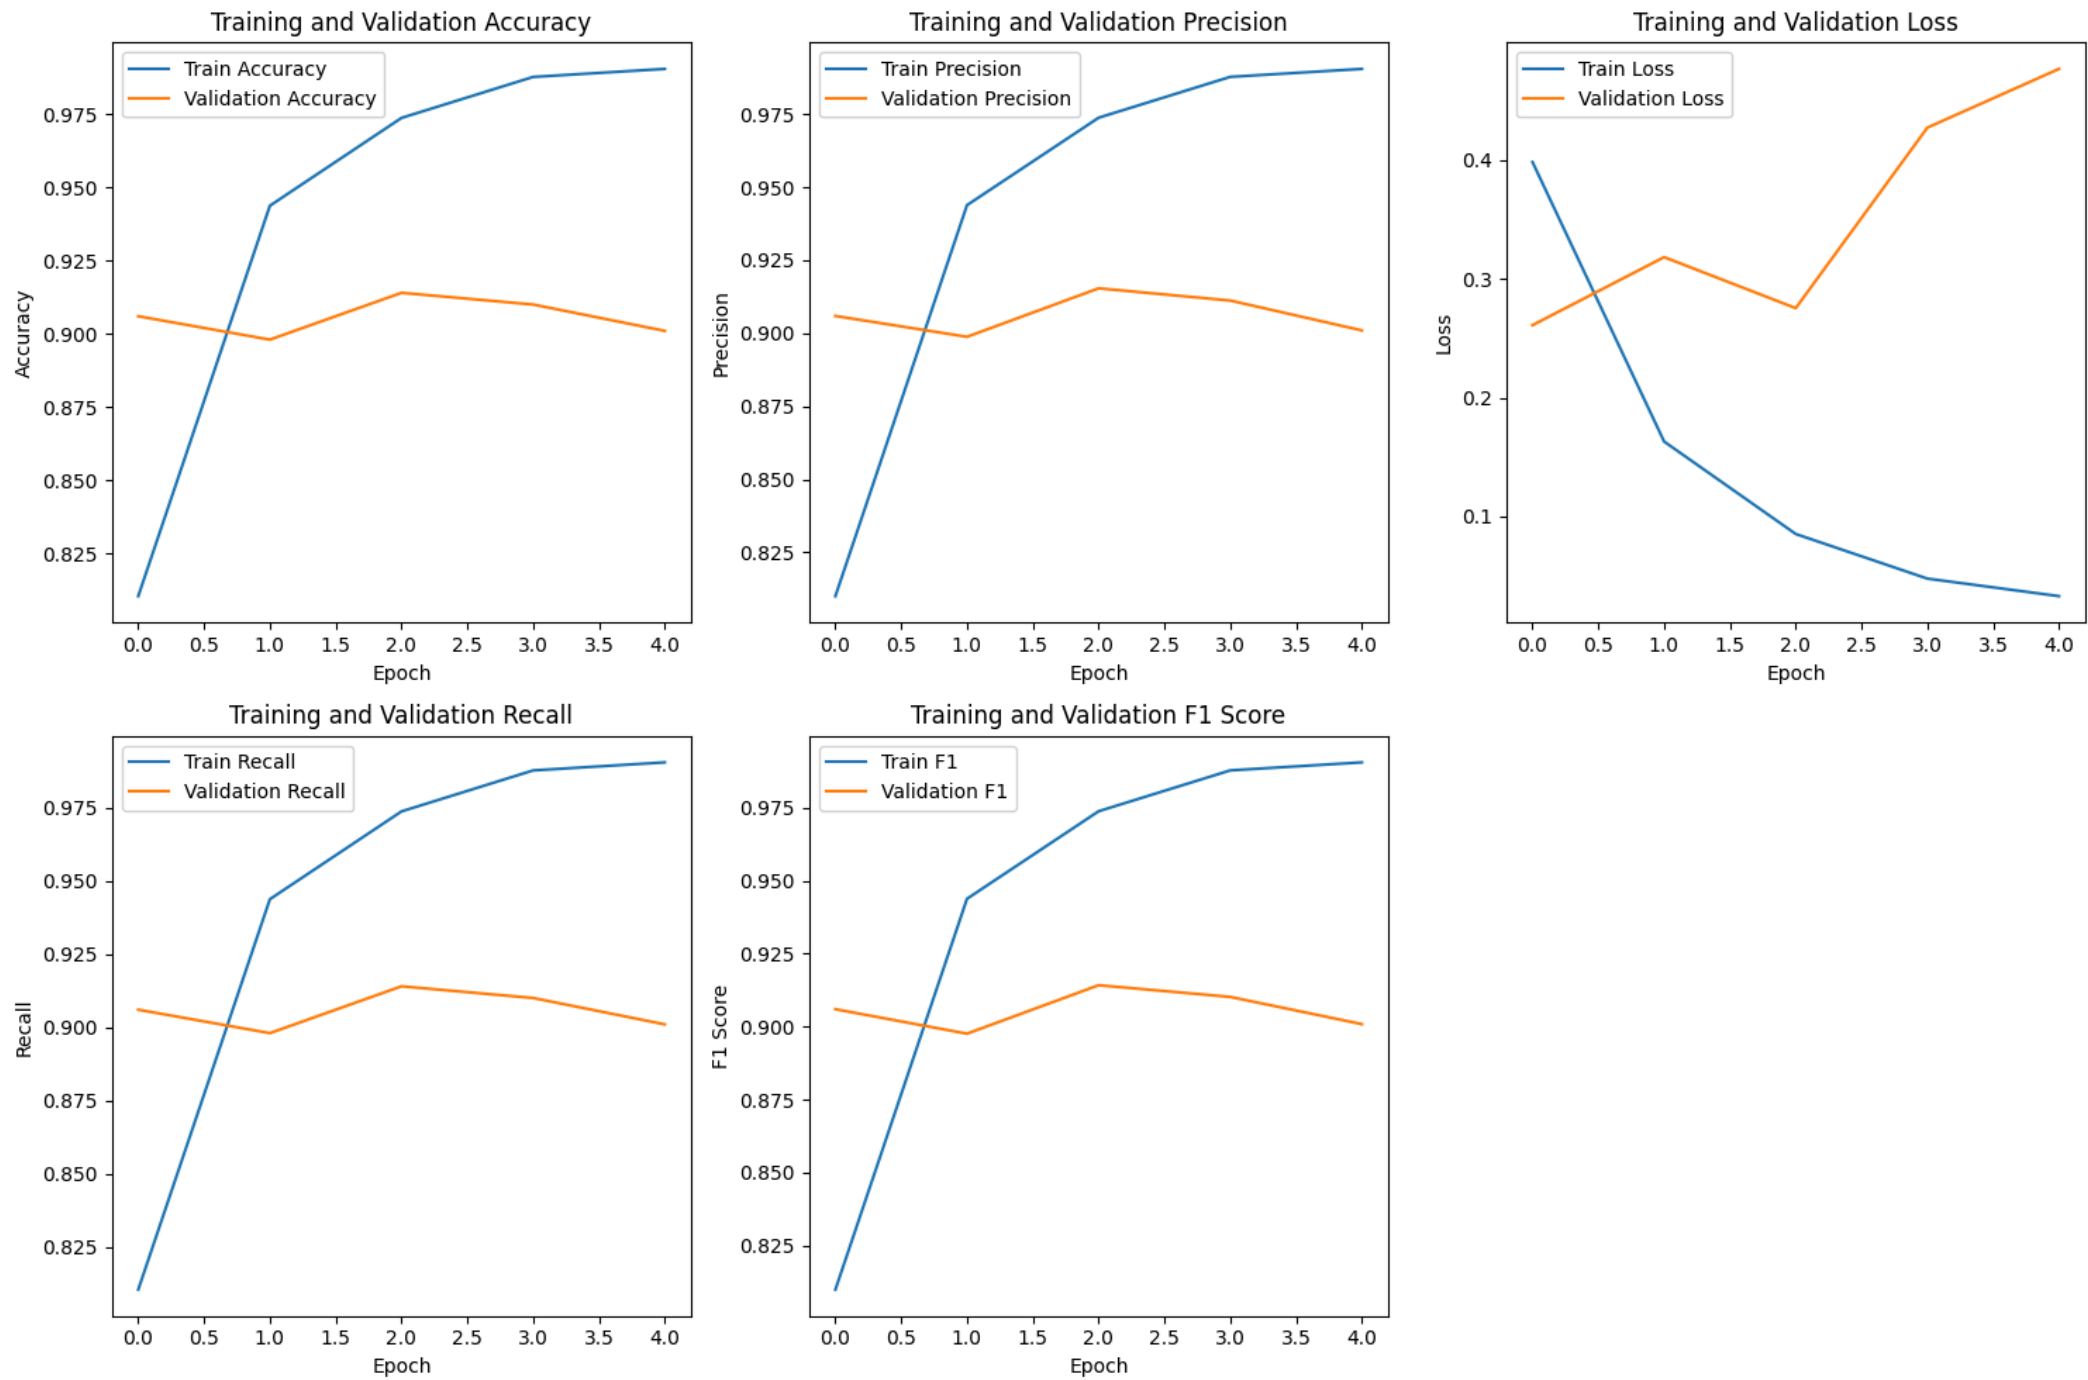 Training and Validation Accuracy
Train Accuracy
Validation Accuracy
0.975
0.950
0.925
0.900
0.875
0.850
0.825
Accuracy
0.0 0.5 1.0 1.5 2.0 2.5 3.0 3.5 4.0
Epoch
Training and Validation Precision
Train Precision
Validation Precision
0.975
0.950
0.925
0.900
0.875
0.850
0.825
Precision
0.0 0.5 1.0 1.5 2.0 2.5 3.0 3.5 4.0
Epoch
Training and Validation Loss
Train Loss
Validation Loss
0.4
0.3
0.2
0.1
Loss
0.0 0.5 1.0 1.5 2.0 2.5 3.0 3.5 4.0
Epoch
Training and Validation Recall
Train Recall
Validation Recall
0.975
0.950
0.925
0.900
0.875
0.850
0.825
Recall
0.0 0.5 1.0 1.5 2.0 2.5 3.0 3.5 4.0
Epoch
Training and Validation F1 Score
Train F1
Validation F1
0.975
0.950
0.925
0.900
0.875
0.850
0.825
F1 Score
0.0 0.5 1.0 1.5 2.0 2.5 3.0 3.5 4.0
Epoch